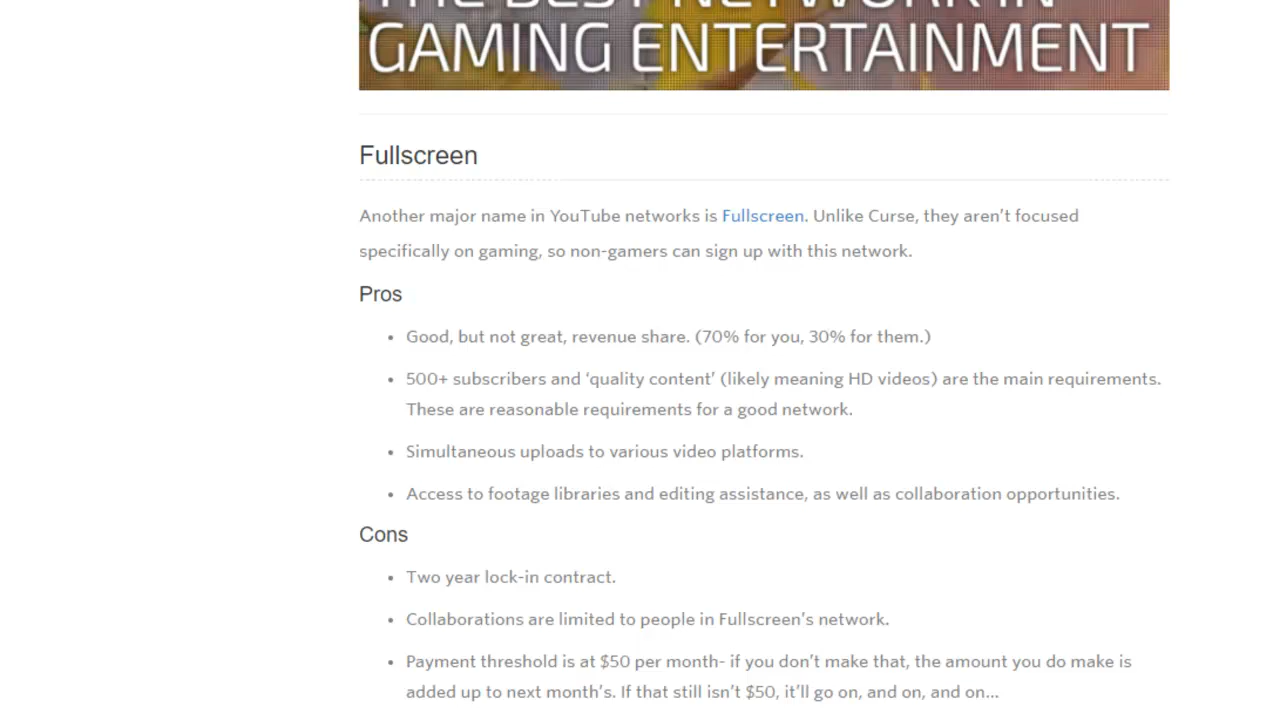 THE BEST NETWORK IN
GAMING ENTERTAINMENT
Fullscreen
Another major name in YouTube networks is Fullscreen. Unlike Curse, they aren’t focused
specifically on gaming, so non-gamers can sign up with this network.
Pros
• Good, but not great, revenue share. (70% for you, 30% for them.)
• 500+ subscribers and ‘quality content’ (likely meaning HD videos) are the main requirements.
These are reasonable requirements for a good network.
• Simultaneous uploads to various video platforms.
• Access to footage libraries and editing assistance, as well as collaboration opportunities.
Cons
• Two year lock-in contract.
• Collaborations are limited to people in Fullscreen’s network.
• Payment threshold is at $50 per month- if you don’t make that, the amount you do make is
added up to next month’s. If that still isn’t $50, it’ll go on, and on, and on…